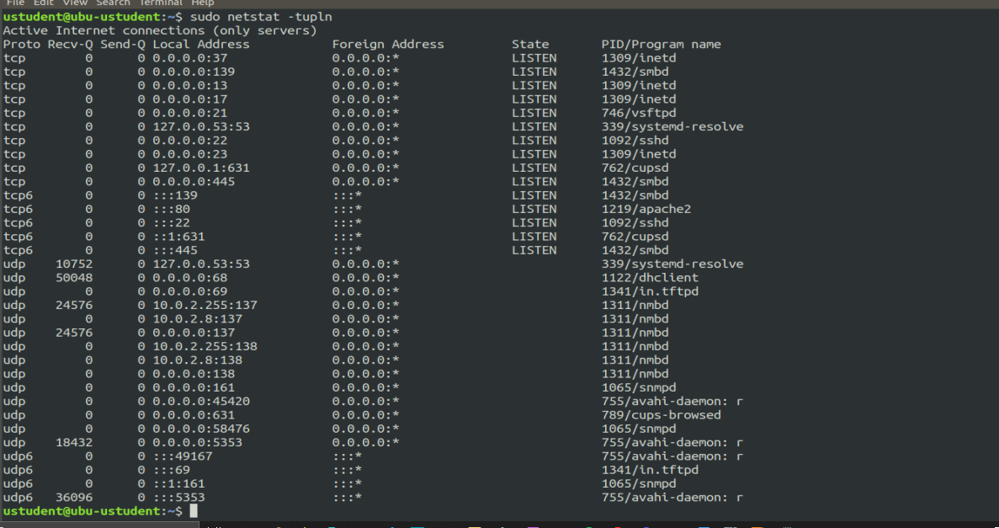 File Edit View Search Terminal Help
ustudent@ubu-ustudent:~$ sudo netstat -tupln
Active Internet connections (only servers)
Proto Recv-Q Send-Q Local Address           Foreign Address         State       PID/Program name
tcp        0      0 0.0.0.0:37              0.0.0.0:*               LISTEN      1309/inetd
tcp        0      0 0.0.0.0:139             0.0.0.0:*               LISTEN      1432/smbd
tcp        0      0 0.0.0.0:13              0.0.0.0:*               LISTEN      1309/inetd
tcp        0      0 0.0.0.0:17              0.0.0.0:*               LISTEN      1309/inetd
tcp        0      0 0.0.0.0:21              0.0.0.0:*               LISTEN      746/vsftpd
tcp        0      0 127.0.0.53:53           0.0.0.0:*               LISTEN      339/systemd-resolve
tcp        0      0 0.0.0.0:22              0.0.0.0:*               LISTEN      1092/sshd
tcp        0      0 0.0.0.0:23              0.0.0.0:*               LISTEN      1309/inetd
tcp        0      0 127.0.0.1:631           0.0.0.0:*               LISTEN      762/cupsd
tcp        0      0 0.0.0.0:445             0.0.0.0:*               LISTEN      1432/smbd
tcp6       0      0 :::139                  :::*                    LISTEN      1432/smbd
tcp6       0      0 :::80                   :::*                    LISTEN      1219/apache2
tcp6       0      0 :::22                   :::*                    LISTEN      1092/sshd
tcp6       0      0 ::1:631                 :::*                    LISTEN      762/cupsd
tcp6       0      0 :::445                  :::*                    LISTEN      1432/smbd
udp    10752      0 127.0.0.53:53           0.0.0.0:*                           339/systemd-resolve
udp    50048      0 0.0.0.0:68              0.0.0.0:*                           1122/dhclient
udp        0      0 0.0.0.0:69              0.0.0.0:*                           1341/in.tftpd
udp    24576      0 10.0.2.255:137          0.0.0.0:*                           1311/nmbd
udp        0      0 10.0.2.8:137            0.0.0.0:*                           1311/nmbd
udp    24576      0 0.0.0.0:137             0.0.0.0:*                           1311/nmbd
udp        0      0 10.0.2.255:138          0.0.0.0:*                           1311/nmbd
udp        0      0 10.0.2.8:138            0.0.0.0:*                           1311/nmbd
udp        0      0 0.0.0.0:138             0.0.0.0:*                           1311/nmbd
udp        0      0 0.0.0.0:161             0.0.0.0:*                           1065/snmpd
udp        0      0 0.0.0.0:45420           0.0.0.0:*                           755/avahi-daemon: r
udp        0      0 0.0.0.0:631             0.0.0.0:*                           789/cups-browsed
udp        0      0 0.0.0.0:58476           0.0.0.0:*                           1065/snmpd
udp    18432      0 0.0.0.0:5353            0.0.0.0:*                           755/avahi-daemon: r
udp6       0      0 :::49167                :::*                                755/avahi-daemon: r
udp6       0      0 :::69                   :::*                                1341/in.tftpd
udp6       0      0 ::1:161                 :::*                                1065/snmpd
udp6   36096      0 :::5353                 :::*                                755/avahi-daemon: r
ustudent@ubu-ustudent:~$